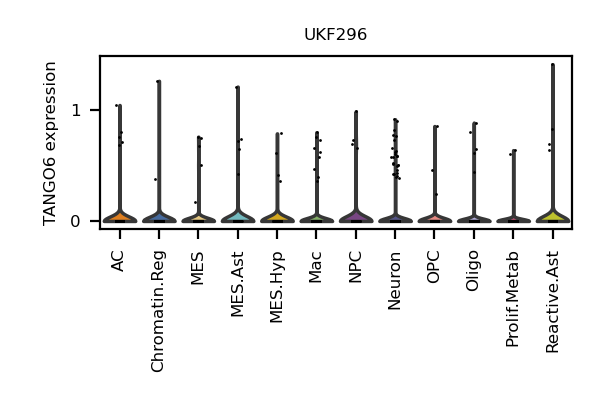 UKF296
TANGO6 expression
1
0
AC
Chromatin.Reg
MES
MES.Ast
MES.Hyp
Mac
NPC
Neuron
OPC
Oligo
Prolif.Metab
Reactive.Ast